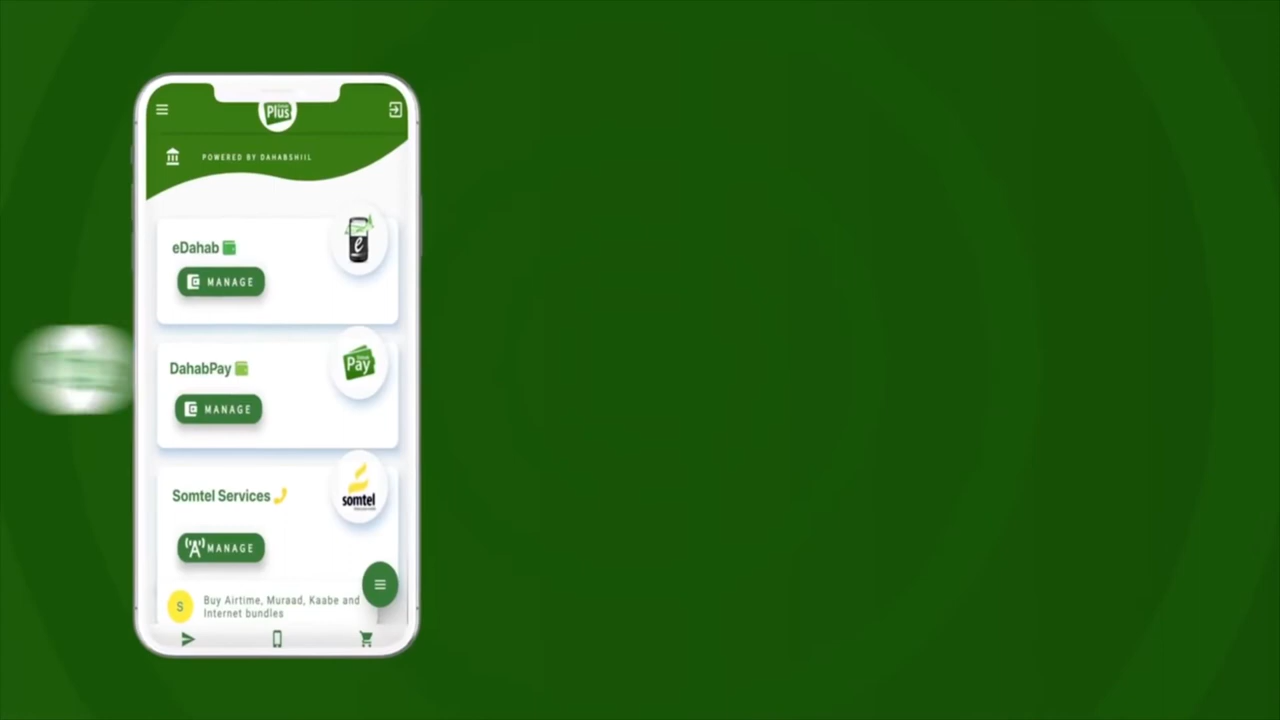 Plus
POWERED BY DAHABSHIIL
eDahab
e
MANAGE
DahabPay
Pay
MANAGE
Somtel Services
somtel
MANAGE
S
Buy Airtime, Muraad, Kaabe and
Internet bundles